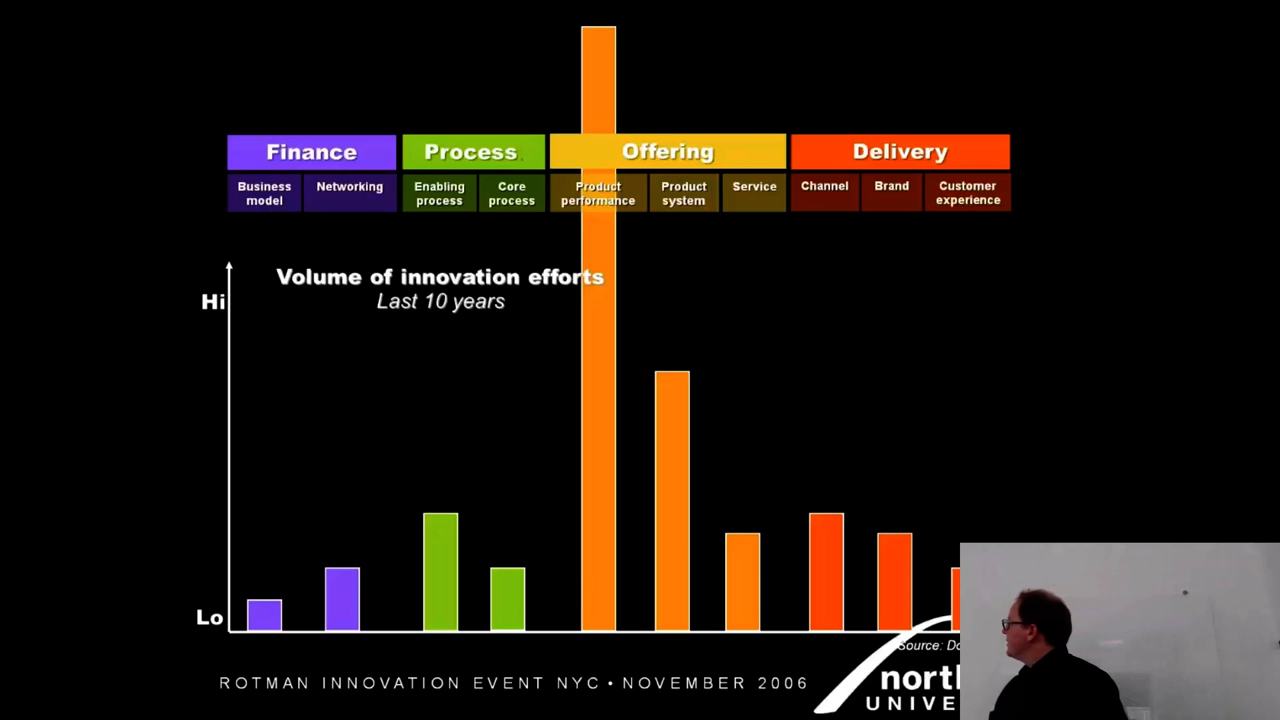 Finance
Process
Offering
Delivery
Business model
Networking
Enabling process
Core process
Product performance
Product system
Service
Channel
Brand
Customer experience
Volume of innovation efforts
Last 10 years
Hi
Lo
Source:
ROTMAN INNOVATION EVENT NYC • NOVEMBER 2006